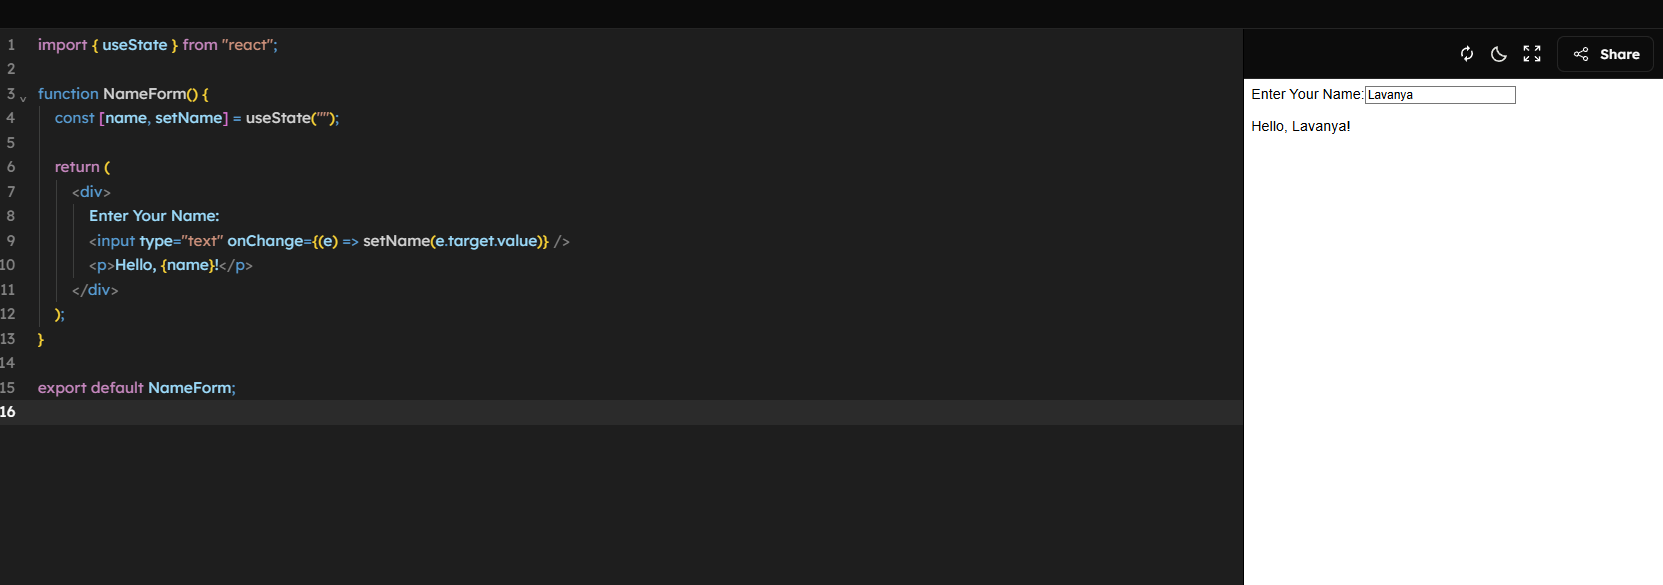 1 import { useState } from "react";
2
3 function NameForm() {
4 const [name, setName] = useState("");
5
6 return (
7 <div>
8 Enter Your Name:
9 <input type="text" onChange={(e) => setName(e.target.value)} />
10 <p>Hello, {name}!</p>
11 </div>
12 );
13 }
14
15 export default NameForm;
16
Share
Enter Your Name: Lavanya
Hello, Lavanya!